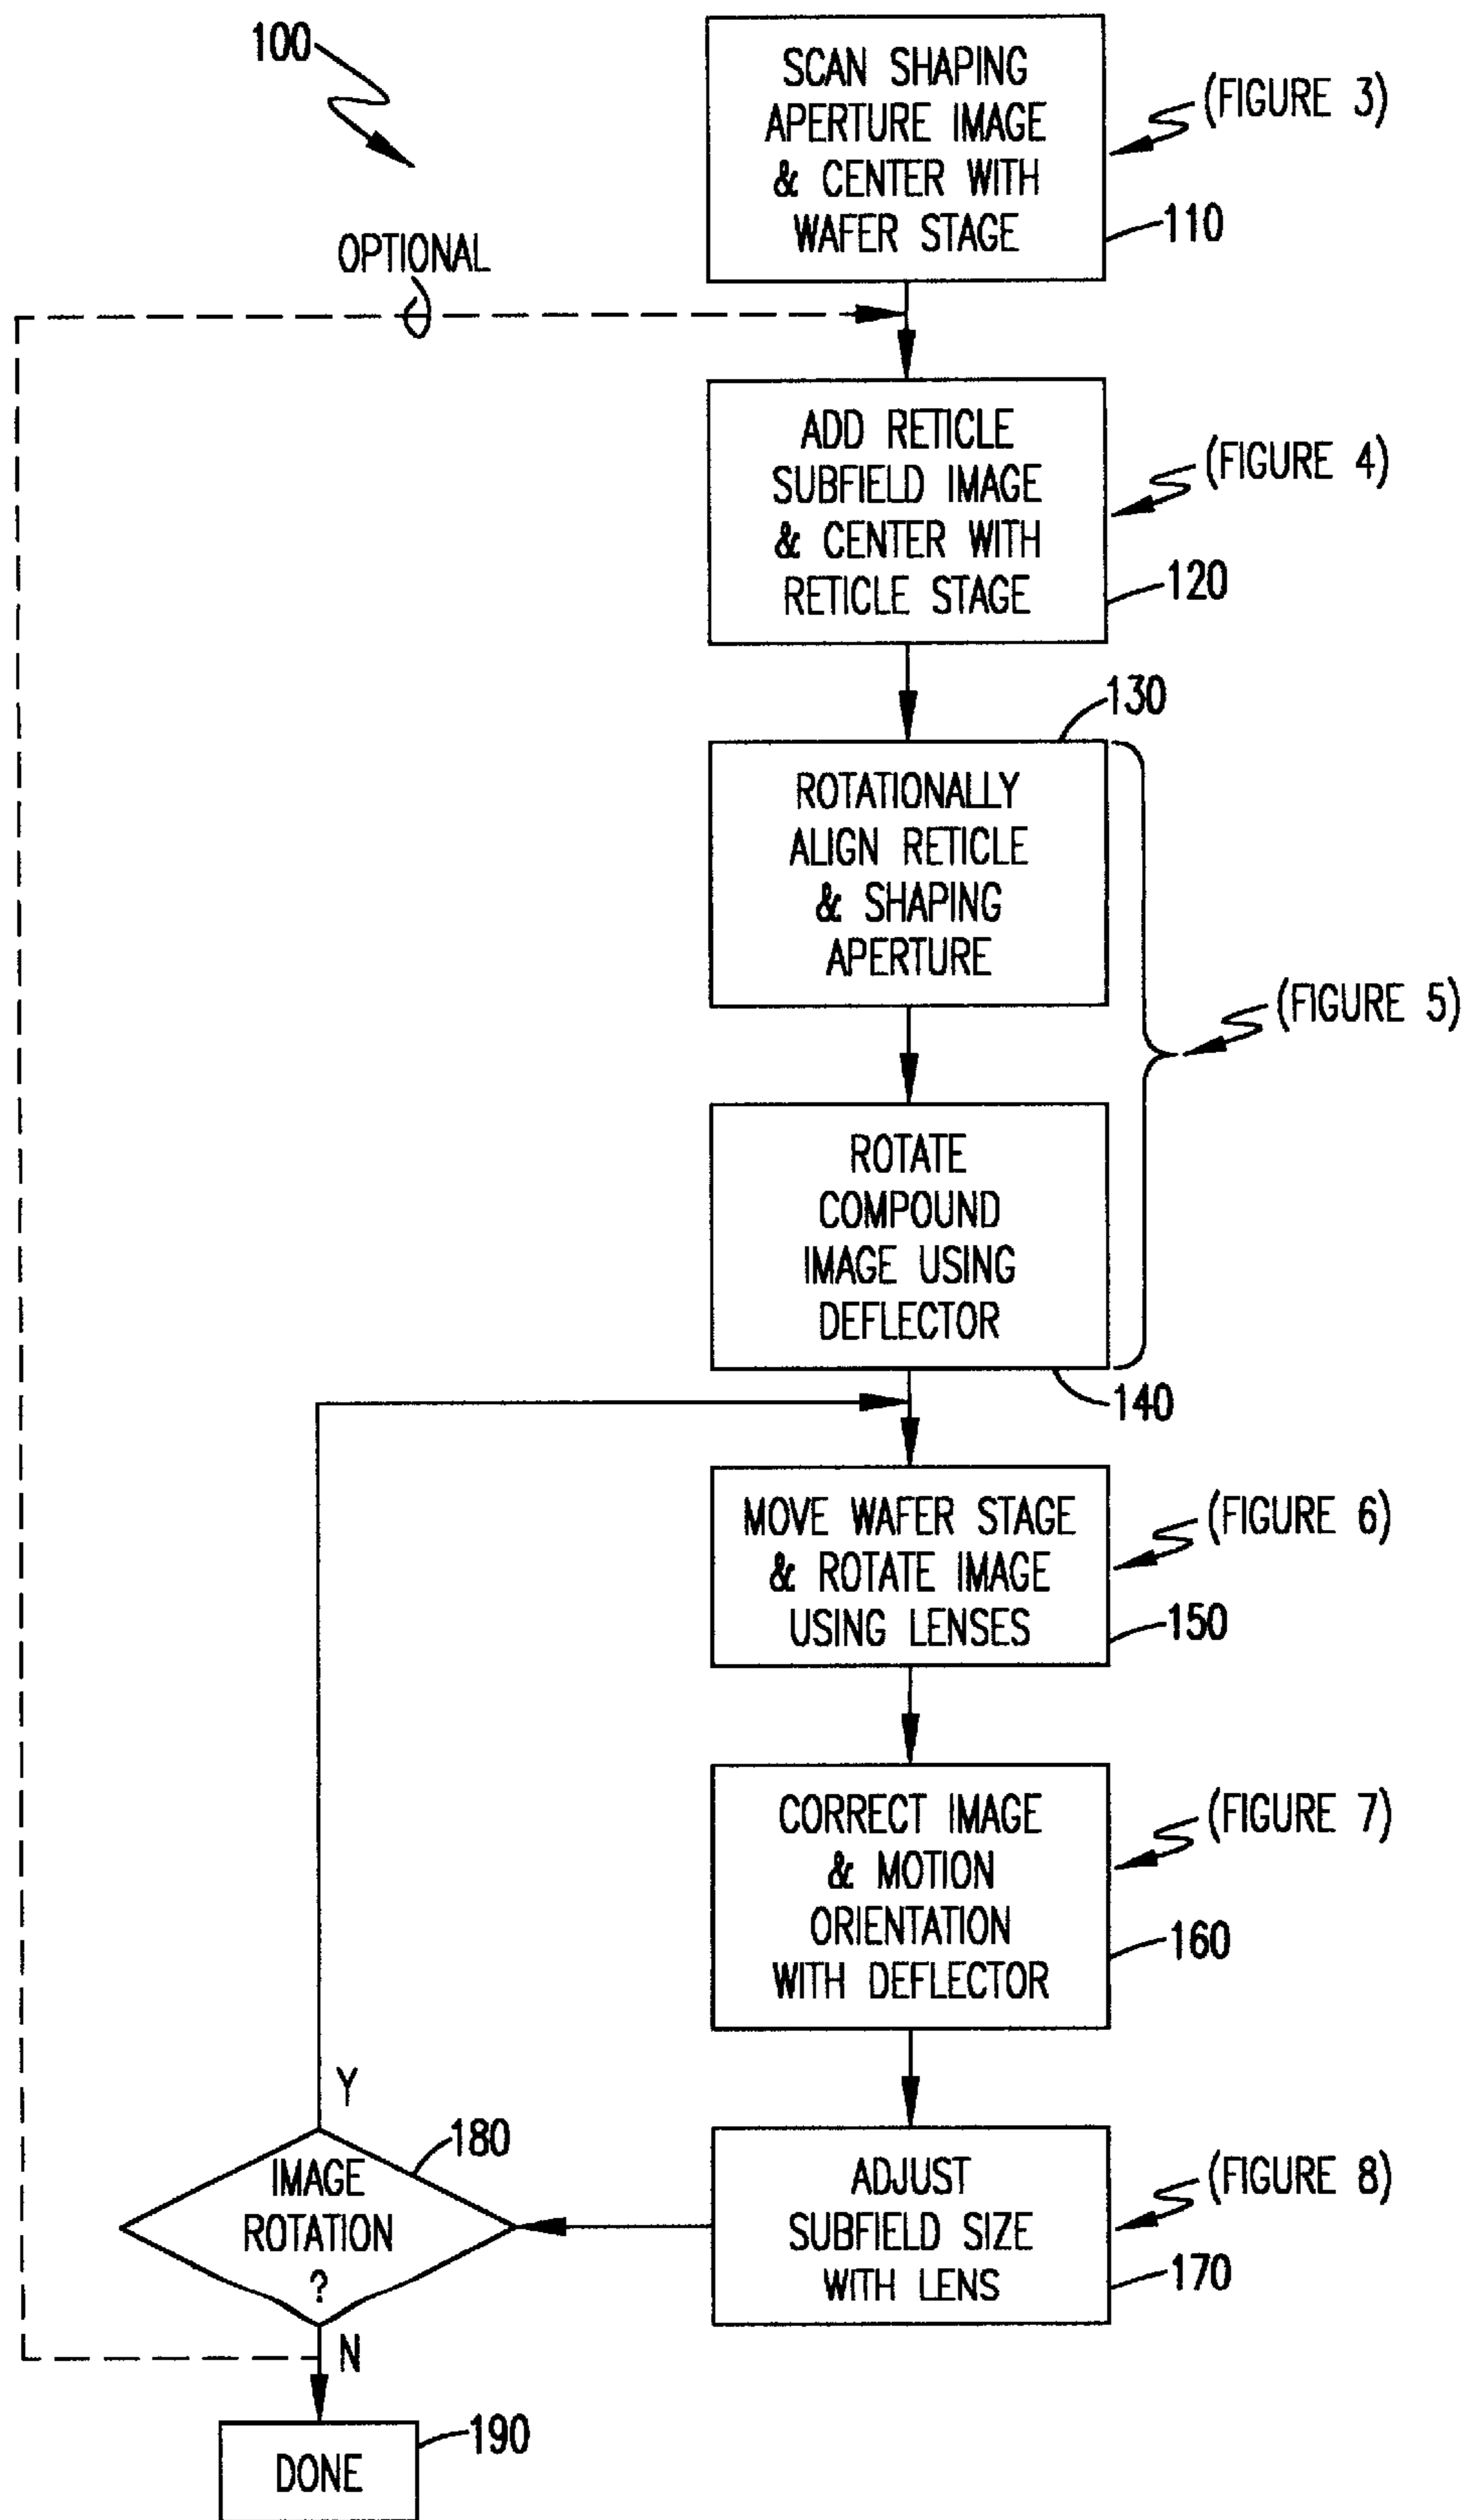 100
SCAN SHAPING
APERTURE IMAGE
& CENTER WITH
WAFER STAGE
(FIGURE 3)
110
OPTIONAL
ADD RETICLE
SUBFIELD IMAGE
& CENTER WITH
RETICLE STAGE
(FIGURE 4)
120
130
ROTATIONALLY
ALIGN RETICLE
& SHAPING
APERTURE
(FIGURE 5)
ROTATE
COMPOUND
IMAGE USING
DEFLECTOR
140
MOVE WAFER STAGE
& ROTATE IMAGE
USING LENSES
(FIGURE 6)
150
CORRECT IMAGE
& MOTION
ORIENTATION
WITH DEFLECTOR
(FIGURE 7)
160
Y
180
IMAGE
ROTATION
?
ADJUST
SUBFIELD SIZE
WITH LENS
(FIGURE 8)
170
N
190
DONE